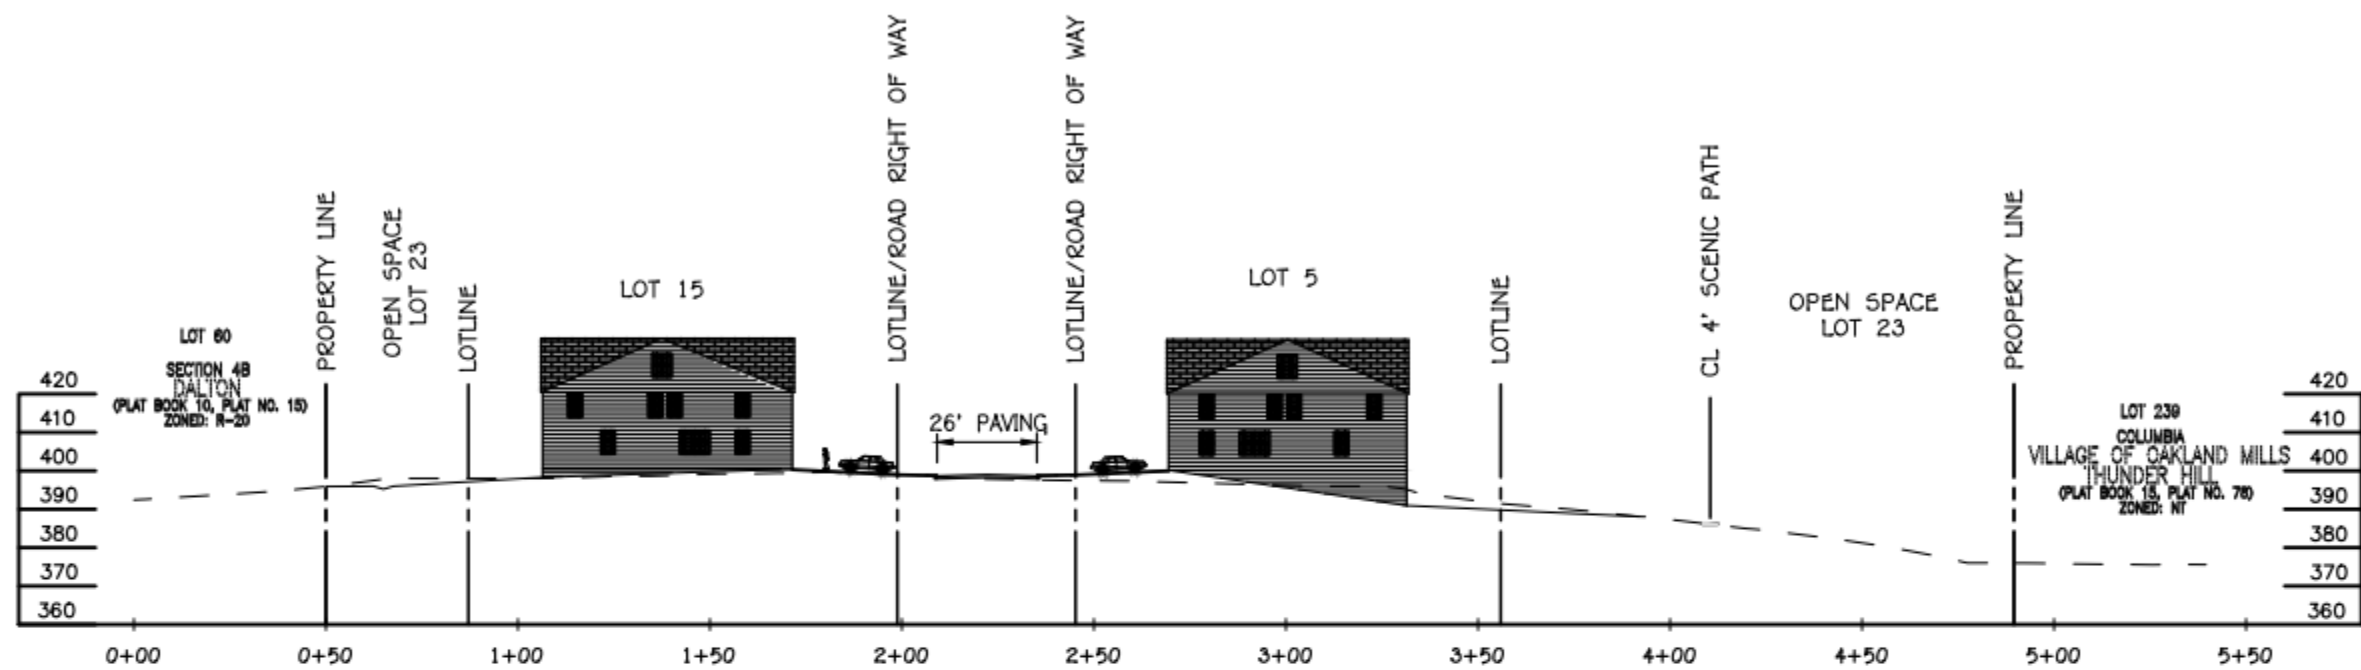 LOTLINE/ROAD RIGHT OF WAY
LOTLINE/ROAD RIGHT OF WAY
CL 4' SCENIC PATH
PROPERTY LINE
OPEN SPACE
LOT 23
LOTLINE
LOT 15
LOT 5
LOTLINE
OPEN SPACE
LOT 23
PROPERTY LINE
LOT 60
SECTION 4B
DALTON
(PLAT BOOK 10, PLAT NO. 15)
ZONED: R-20
26' PAVING
LOT 239
COLUMBIA
VILLAGE OF OAKLAND MILLS
THUNDER HILL
(PLAT BOOK 15, PLAT NO. 76)
ZONED: NT
420
410
400
390
380
370
360
420
410
400
390
380
370
360
0+00
0+50
1+00
1+50
2+00
2+50
3+00
3+50
4+00
4+50
5+00
5+50